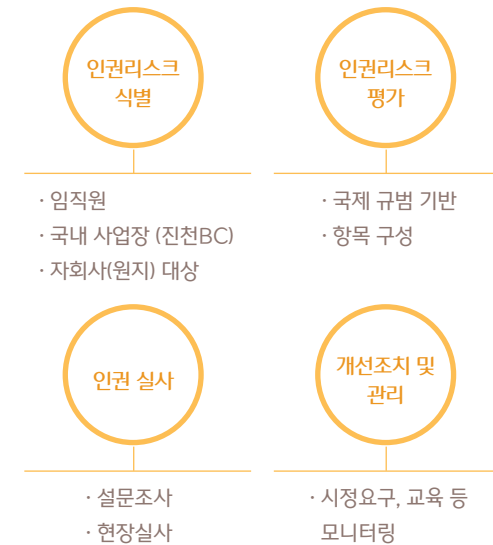 인권리스크
식별
· 임직원
· 국내 사업장 (진천BC)
· 자회사(원지) 대상
인권리스크
평가
· 국제 규범 기반
· 항목 구성
인권 실사
· 설문조사
· 현장실사
개선조치 및
관리
· 시정요구, 교육 등
모니터링